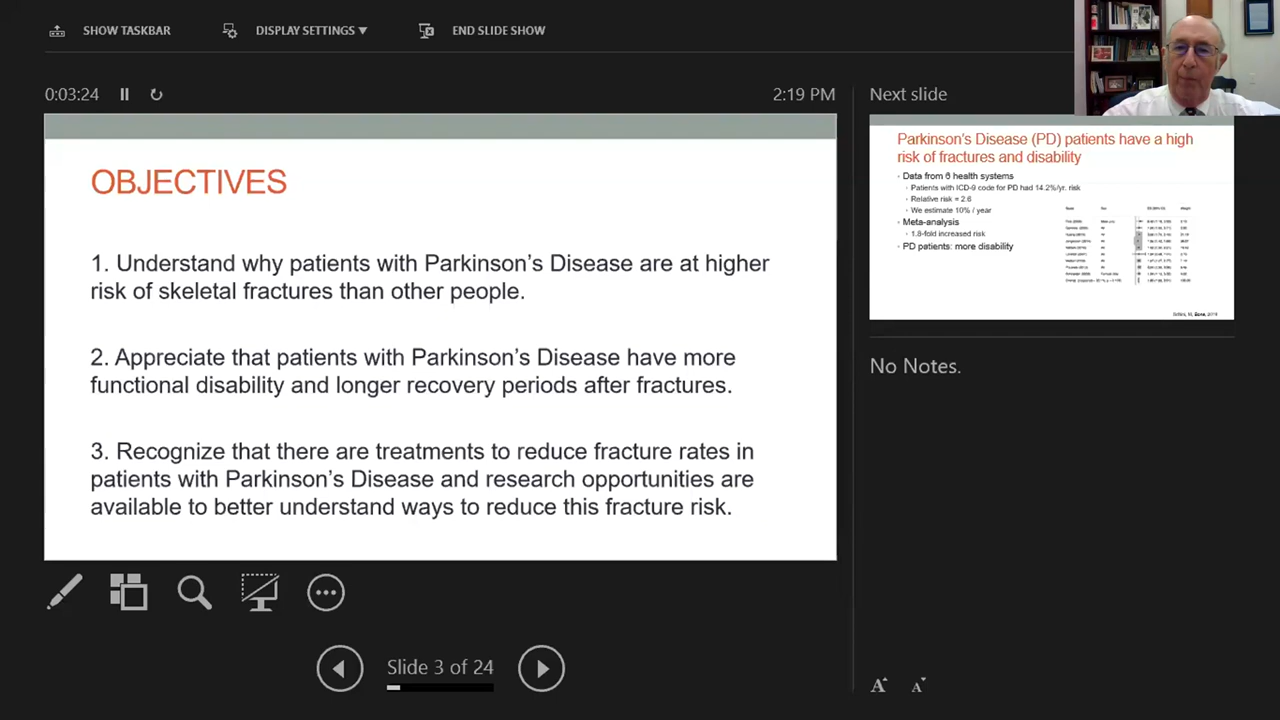 SHOW TASKBAR
DISPLAY SETTINGS
END SLIDE SHOW
0:03:24
2:19 PM
OBJECTIVES
1. Understand why patients with Parkinson's Disease are at higher
risk of skeletal fractures than other people.
2. Appreciate that patients with Parkinson's Disease have more
functional disability and longer recovery periods after fractures.
3. Recognize that there are treatments to reduce fracture rates in
patients with Parkinson's Disease and research opportunities are
available to better understand ways to reduce this fracture risk.
Slide 3 of 24
Next slide
Parkinson's Disease (PD) patients have a high
risk of fractures and disability
Data from 6 health systems
Patients with ICD-9 code for PD had 14.2%/yr. risk
Relative risk = 2.6
We estimate 10% / year
Meta-analysis
1.8-fold increased risk
PD patients: more disability
No Notes.
A A